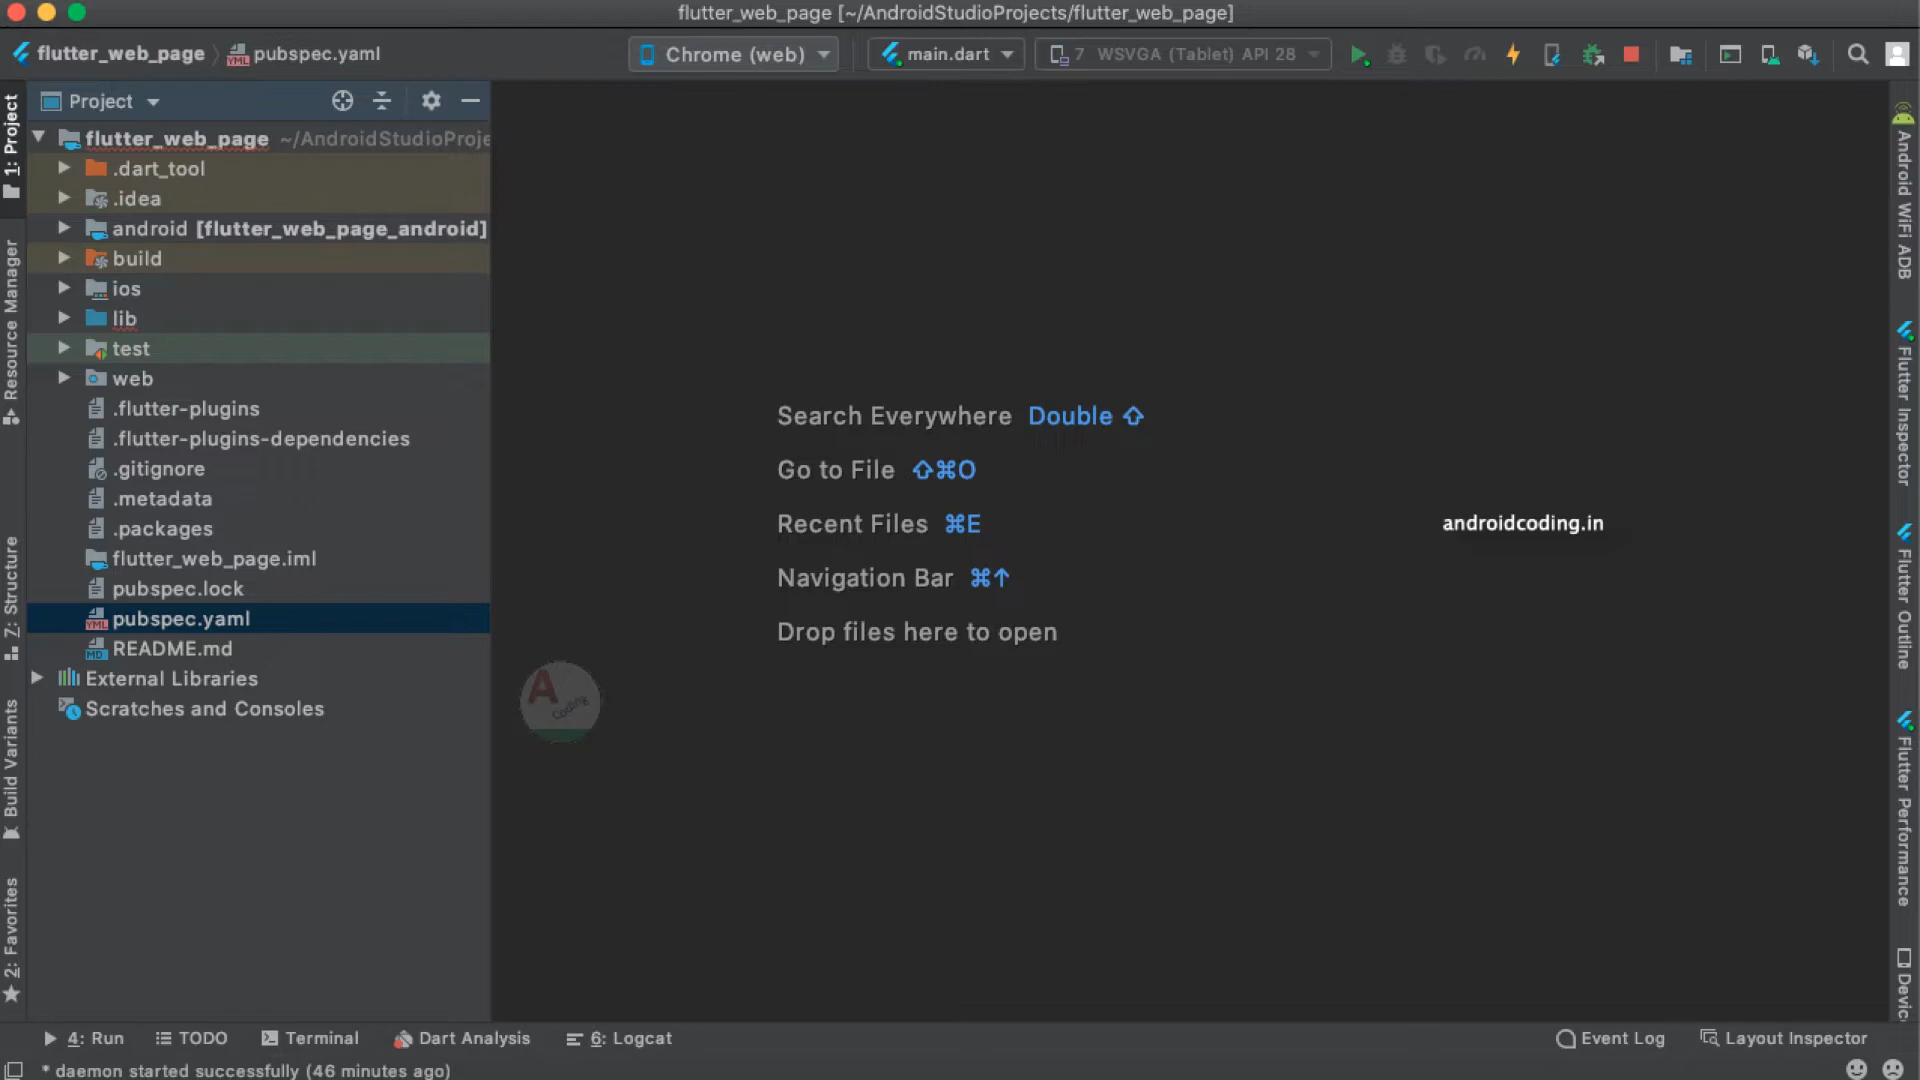 flutter_web_page [~/AndroidStudioProjects/flutter_web_page]
flutter_web_page
pubspec.yaml
Chrome (web)
main.dart
7 WSVGA (Tablet) API 28
Project
flutter_web_page ~/AndroidStudioProje
.dart_tool
.idea
android [flutter_web_page_android]
build
ios
lib
test
web
.flutter-plugins
.flutter-plugins-dependencies
.gitignore
.metadata
.packages
flutter_web_page.iml
pubspec.lock
pubspec.yaml
README.md
External Libraries
Scratches and Consoles
1: Project
Resource Manager
7: Structure
Build Variants
2: Favorites
Search Everywhere Double ⇧
Go to File ⇧⌘O
Recent Files ⌘E
Navigation Bar ⌘↑
Drop files here to open
androidcoding.in
A
Coding
Android WiFi ADB
Flutter Inspector
Flutter Outline
Flutter Performance
Devic
4: Run
TODO
Terminal
Dart Analysis
6: Logcat
Event Log
Layout Inspector
* daemon started successfully (46 minutes ago)